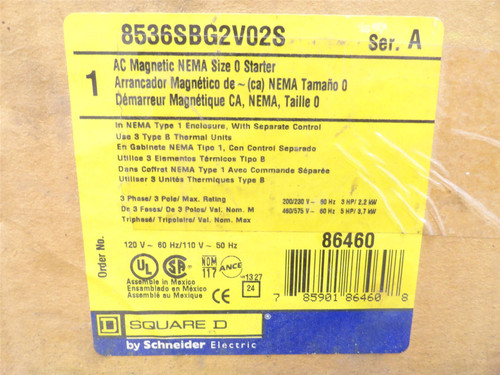 8536SBG2V02S Ser. A
1
AC Magnetic NEMA Size 0 Starter
Arrancador Magnético de ~ (ca) NEMA Tamaño 0
Démarreur Magnétique CA, NEMA, Taille 0
In NEMA Type 1 Enclosure, With Separate Control
Use 3 Type B Thermal Units
En Gabinete NEMA Tipo 1, Con Control Separado
Utilice 3 Elementos Térmicos Tipo B
Dans Coffret NEMA Type 1 Avec Commande Séparée
Utiliser 3 Unités Thermiques Type B
3 Phase/ 3 Pole/ Max. Rating
De 3 Fases/ De 3 Polos/ Val. Nom. M
Triphasé/ Tripolaire/ Val. Nom. Max
200/230 V~ 60 Hz 3 HP/ 2,2 kW
460/575 V~ 60 Hz 5 HP/ 3,7 kW
Order No.
120 V~ 60 Hz/110 V~ 50 Hz
86460
UL SA NOM 117 ANCE
1327
24
Assemble in Mexico
Ensamblado en México
Assemblé au Mexique
CE
7 85901 86460 8
D SQUARE D
by Schneider Electric